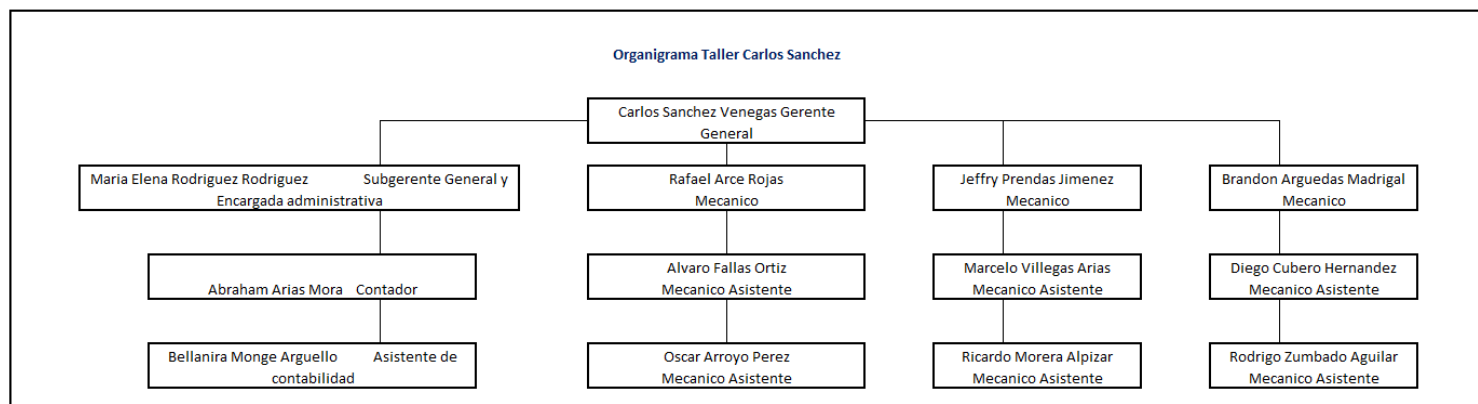 Organigrama Taller Carlos Sanchez
Carlos Sanchez Venegas Gerente
General
Maria Elena Rodriguez Rodriguez Subgerente General y
Encargada administrativa
Rafael Arce Rojas
Mecanico
Jeffry Prendas Jimenez
Mecanico
Brandon Arguedas Madrigal
Mecanico
Abraham Arias Mora Contador
Alvaro Fallas Ortiz
Mecanico Asistente
Marcelo Villegas Arias
Mecanico Asistente
Diego Cubero Hernandez
Mecanico Asistente
Bellanira Monge Arguello Asistente de
contabilidad
Oscar Arroyo Perez
Mecanico Asistente
Ricardo Morera Alpizar
Mecanico Asistente
Rodrigo Zumbado Aguilar
Mecanico Asistente